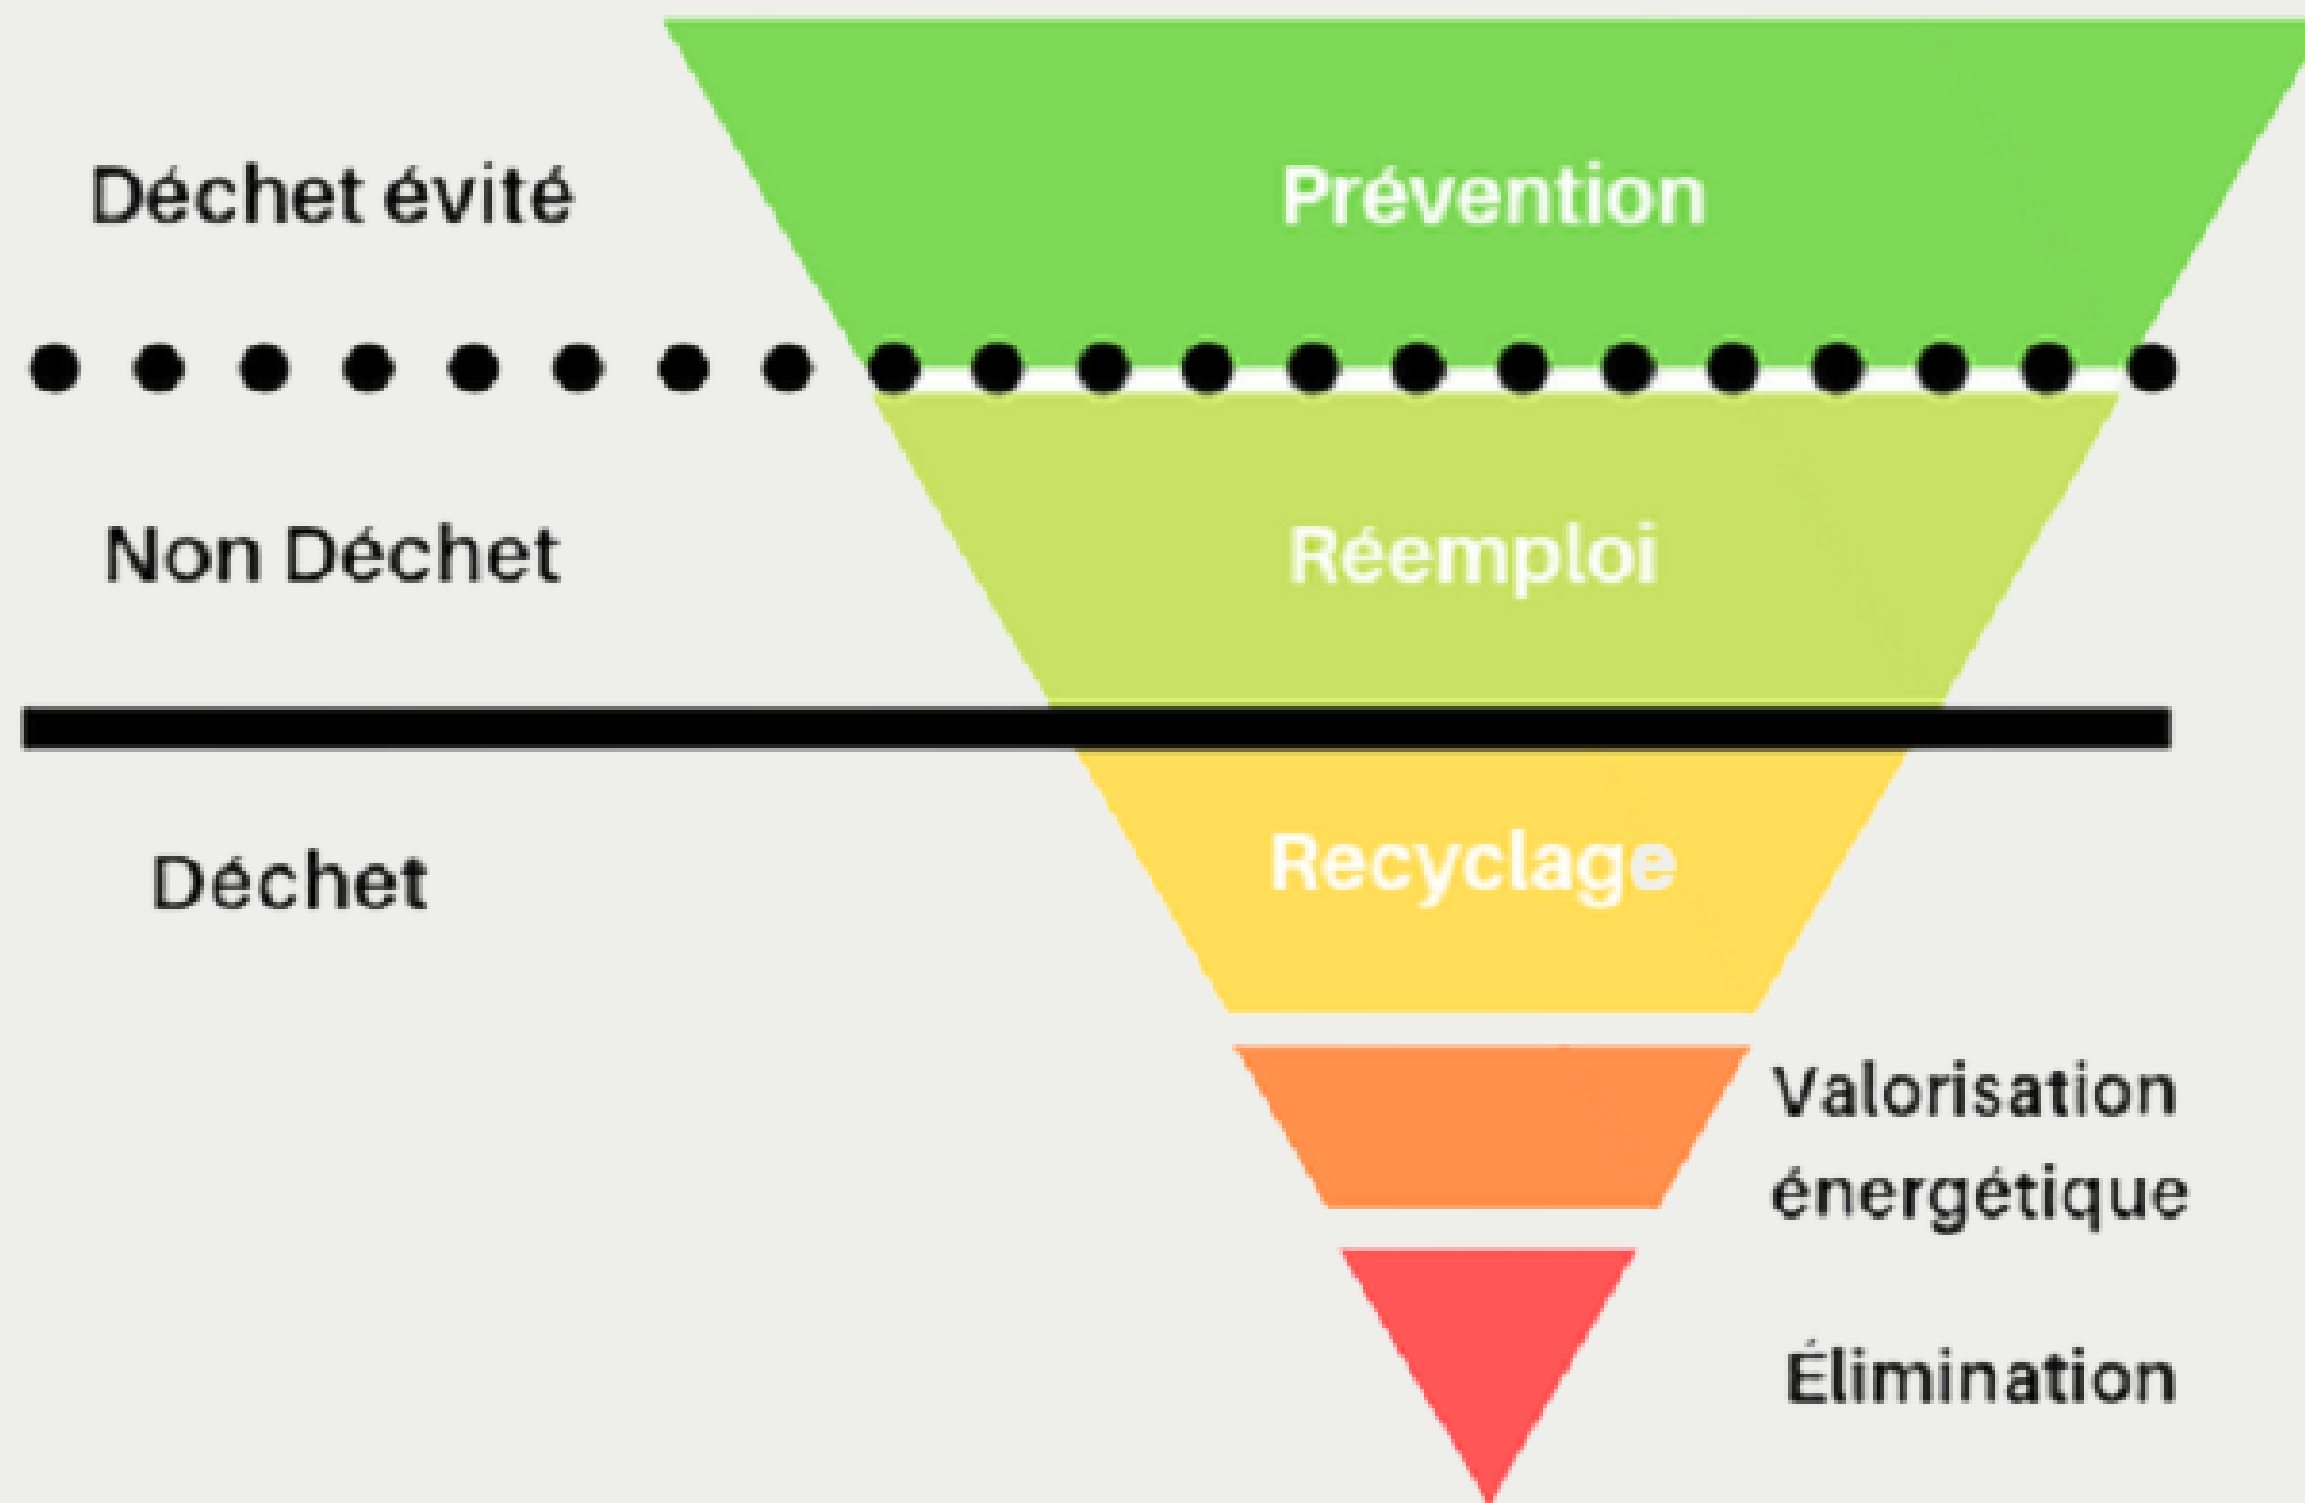 Déchet évité
Prévention
Non Déchet
Réemploi
Déchet
Recyclage
Valorisation
énergétique
Élimination